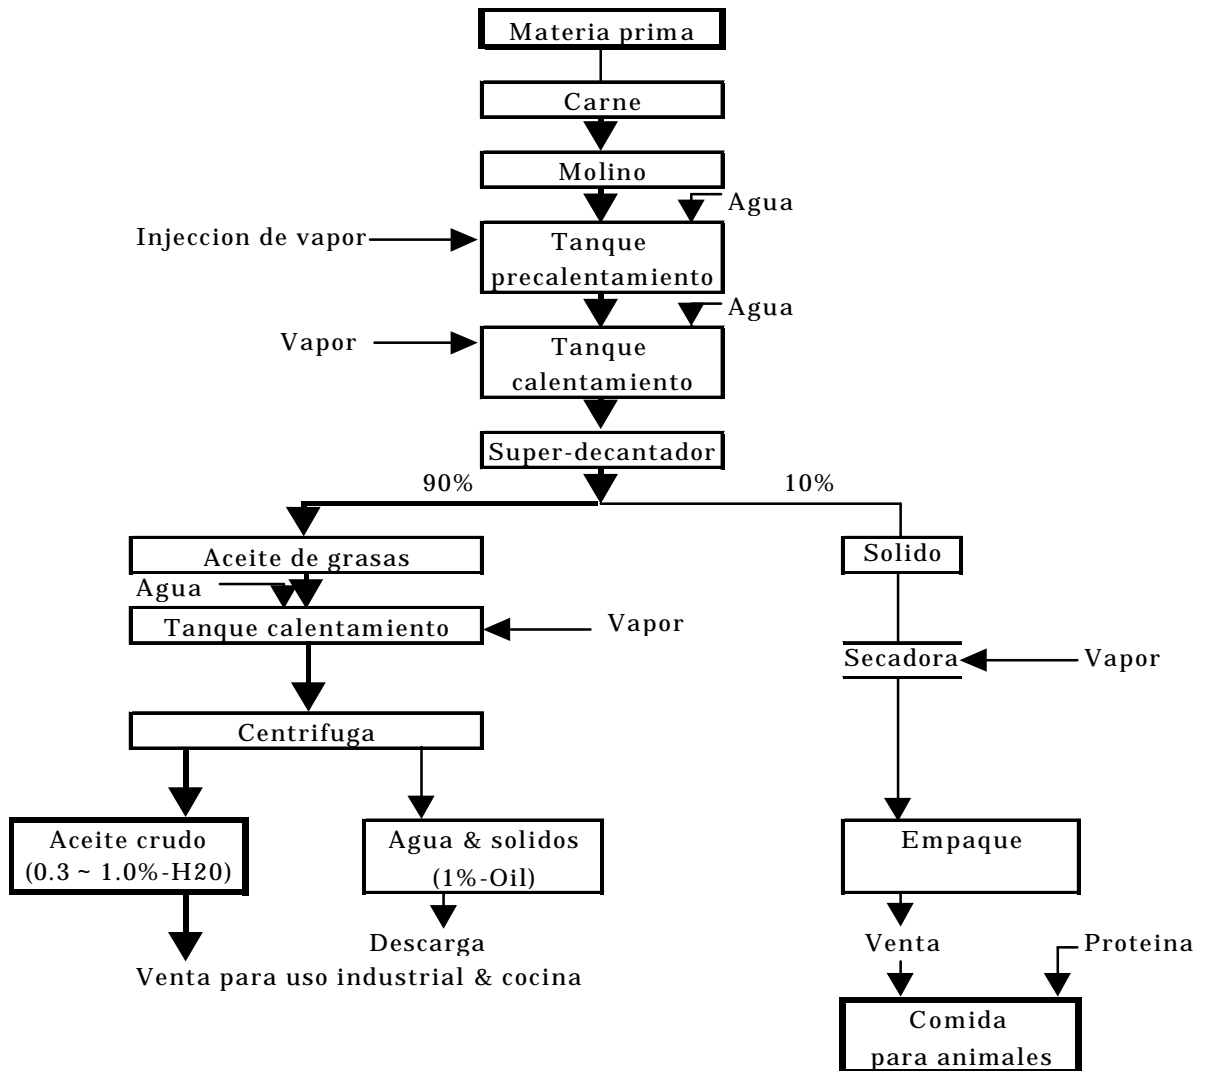 Materia prima
Carne
Molino
Agua
Injeccion de vapor
Tanque
precalentamiento
Agua
Vapor
Tanque
calentamiento
Super-decantador
90%
10%
Aceite de grasas
Solido
Agua
Tanque calentamiento
Vapor
Secadora
Vapor
Centrifuga
Aceite crudo
(0.3 ~ 1.0%-H20)
Agua & solidos
(1%-Oil)
Empaque
Descarga
Venta
Proteina
Venta para uso industrial & cocina
Comida
para animales